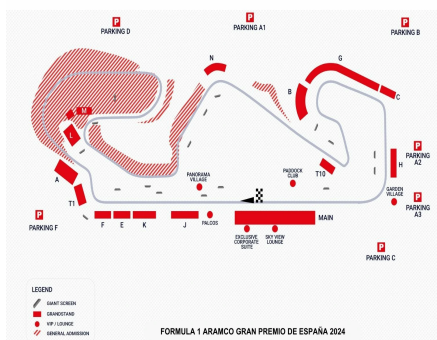 P
PARKING D
P
PARKING A1
P
PARKING B
N
G
B
C
M
L
A
T1
H
T10
P
PARKING
A2
PANORAMA
VILLAGE
PADDOCK
CLUB
GARDEN
VILLAGE
P
PARKING
A3
P
PARKING F
F
E
K
J
PALCOS
MAIN
EXCLUSIVE
CORPORATE
SUITE
SKY VIEW
LOUNGE
P
PARKING C
LEGEND
GIANT SCREEN
GRANDSTAND
VIP / LOUNGE
GENERAL ADMISSION
FORMULA 1 ARAMCO GRAN PREMIO DE ESPAÑA 2024